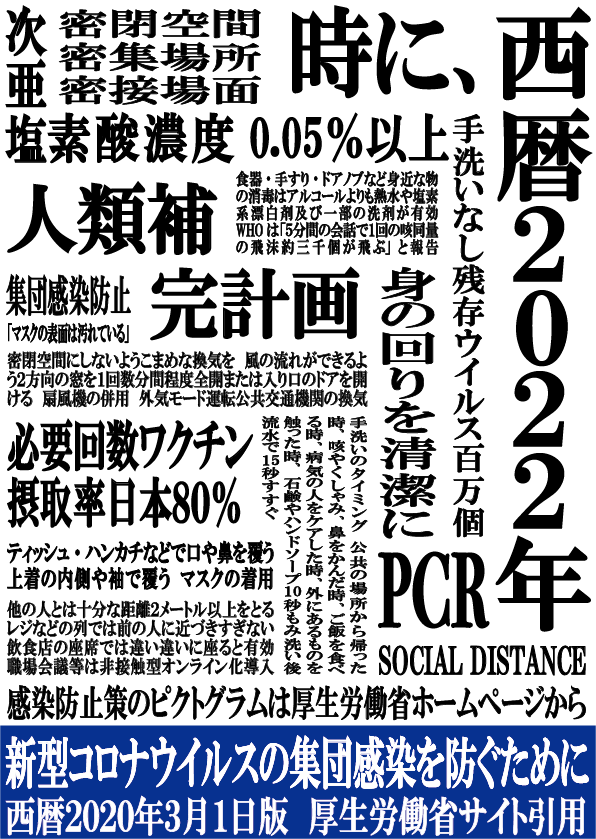 時に、西暦2022年
次亜
密閉空間
密集場所
密接場面
塩素酸濃度 0.05%以上
手洗いなし残存ウイルス百万個
人類補
完計画
食器・手すり・ドアノブなど身近な物
の消毒はアルコールよりも熱水や塩素
系漂白剤及び一部の洗剤が有効
WHOは「5分間の会話で1回の咳同量
の飛沫約三千個が飛ぶ」と報告
集団感染防止
「マスクの表面は汚れている」
身の回りを清潔に
密閉空間にしないようこまめな換気を 風の流れができるよ
う2方向の窓を1回数分間程度全開または入り口のドアを開
ける 扇風機の併用 外気モード運転公共交通機関の換気
必要回数ワクチン
摂取率日本80%
手洗いのタイミング 公共の場所から帰った
時、咳やくしゃみ、鼻をかんだ時、ご飯を食べ
る時、病気の人をケアした時、外にあるものを
触った時、石鹸やハンドソープ10秒もみ洗い後
流水で15秒すすぐ
ティッシュ・ハンカチなどで口や鼻を覆う
上着の内側や袖で覆う マスクの着用
PCR
他の人とは十分な距離2メートル以上をとる
レジなどの列では前の人に近づきすぎない
飲食店の座席では違い違いに座ると有効
職場会議等は非接触型オンライン化導入
SOCIAL DISTANCE
感染防止策のピクトグラムは厚生労働省ホームページから
新型コロナウイルスの集団感染を防ぐために
西暦2020年3月1日版 厚生労働省サイト引用